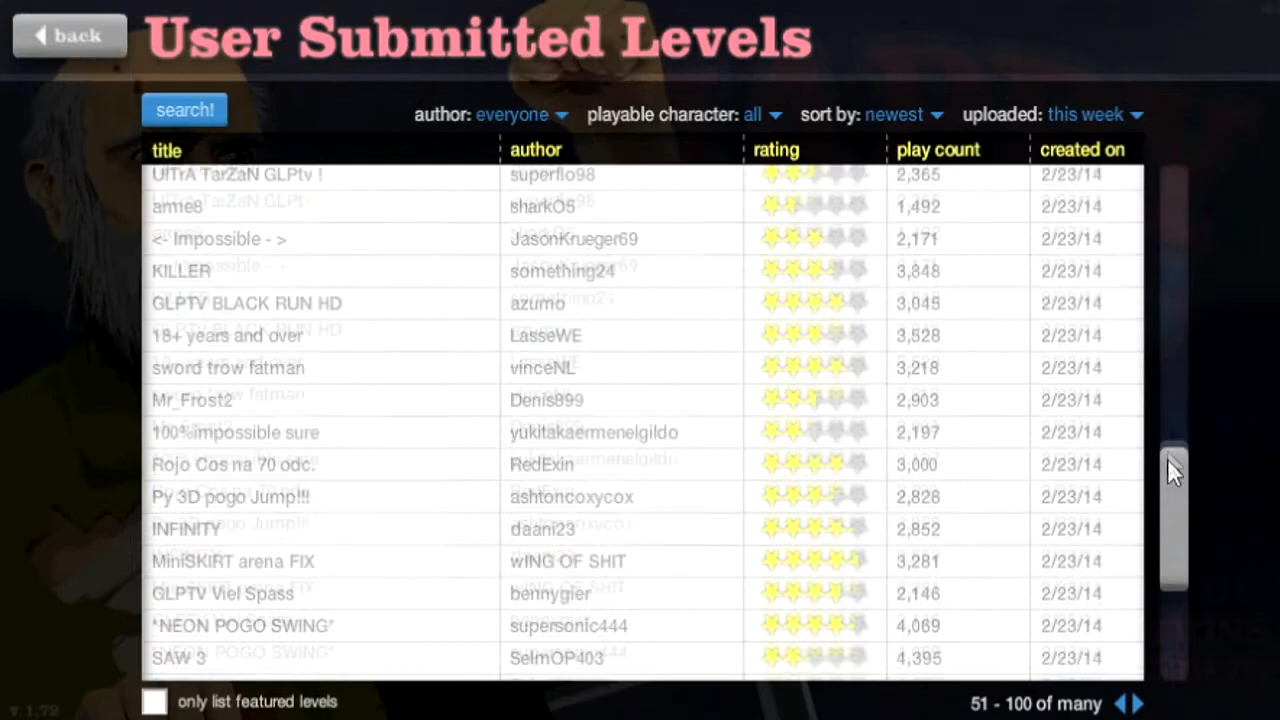 back
User Submitted Levels
search!
author: everyone playable character: all sort by: newest uploaded: this week
title author rating play count created on
UlTrA TarZaN GLPtv ! superflo98 2,365 2/23/14
arme8 sharkO5 1,492 2/23/14
<- Impossible - > JasonKrueger69 2,171 2/23/14
KILLER something24 3,848 2/23/14
GLPTV BLACK RUN HD azumo 3,045 2/23/14
18+ years and over LasseWE 3,528 2/23/14
sword trow fatman vinceNL 3,218 2/23/14
Mr_Frost2 Denis899 2,903 2/23/14
100% impossible sure yukitakaermenelgildo 2,197 2/23/14
Rojo Cos na 70 odc. RedExin 3,000 2/23/14
Py 3D pogo Jump!!! ashtoncoxycox 2,828 2/23/14
INFINITY daani23 2,852 2/23/14
MiniSKIRT arena FIX wING OF SHIT 3,281 2/23/14
GLPTV Viel Spass bennygier 2,146 2/23/14
*NEON POGO SWING* supersonic444 4,069 2/23/14
SAW 3 SelmOP403 4,395 2/23/14
only list featured levels 51 - 100 of many
v 1.72